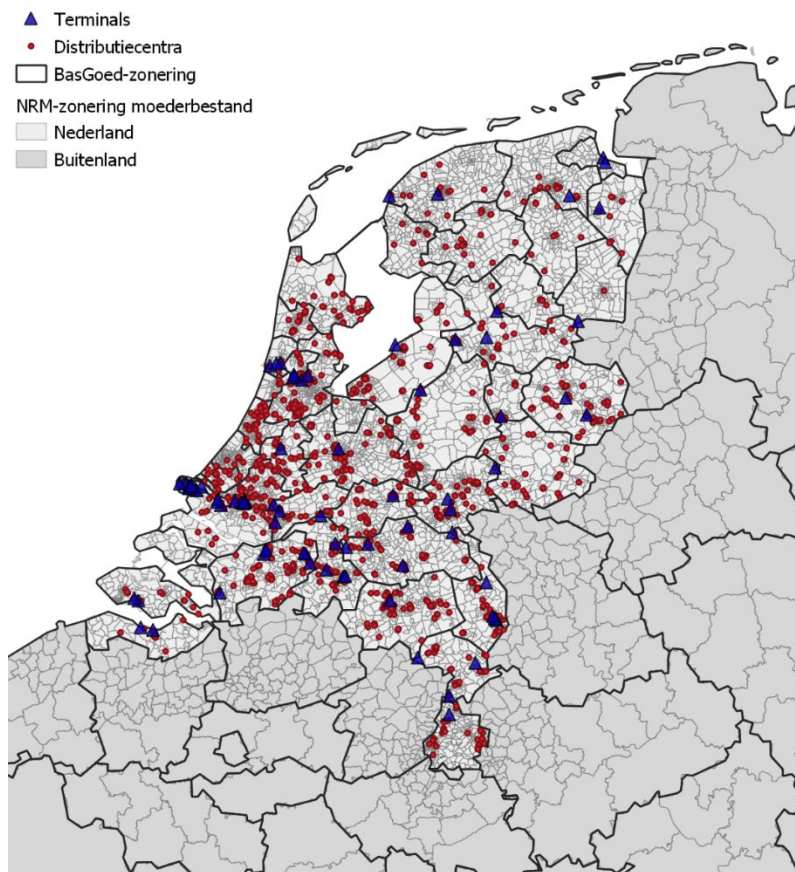 Terminals
Distributiecentra
BasGoed-zonering
NRM-zonering moederbestand
Nederland
Buitenland